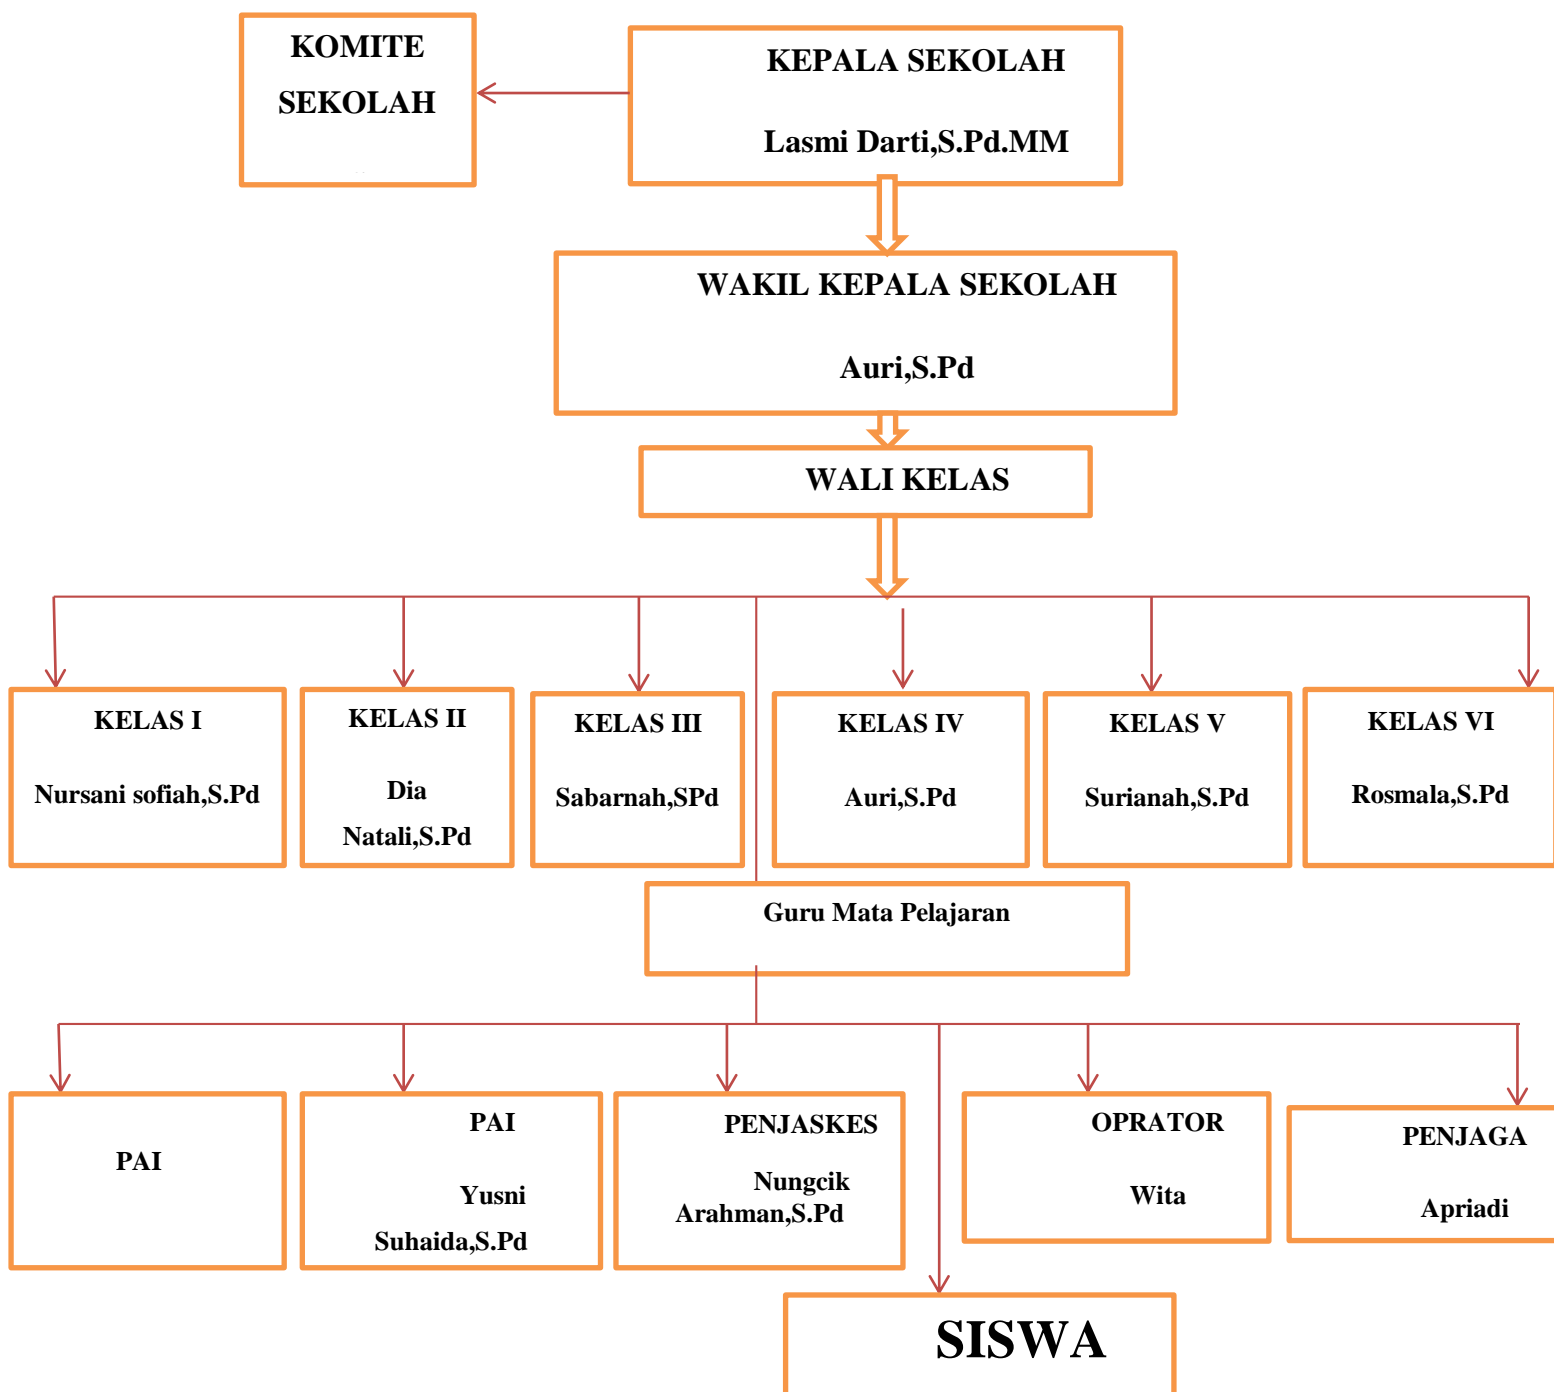 KOMITE
SEKOLAH
KEPALA SEKOLAH
Lasmi Darti,S.Pd.MM
WAKIL KEPALA SEKOLAH
Auri,S.Pd
WALI KELAS
KELAS I
Nursani sofiah,S.Pd
KELAS II
Dia
Natali,S.Pd
KELAS III
Sabarnah,SPd
KELAS IV
Auri,S.Pd
KELAS V
Surianah,S.Pd
KELAS VI
Rosmala,S.Pd
Guru Mata Pelajaran
PAI
PAI
Yusni
Suhaida,S.Pd
PENJASKES
Nungcik
Arahman,S.Pd
OPRATOR
Wita
PENJAGA
Apriadi
SISWA